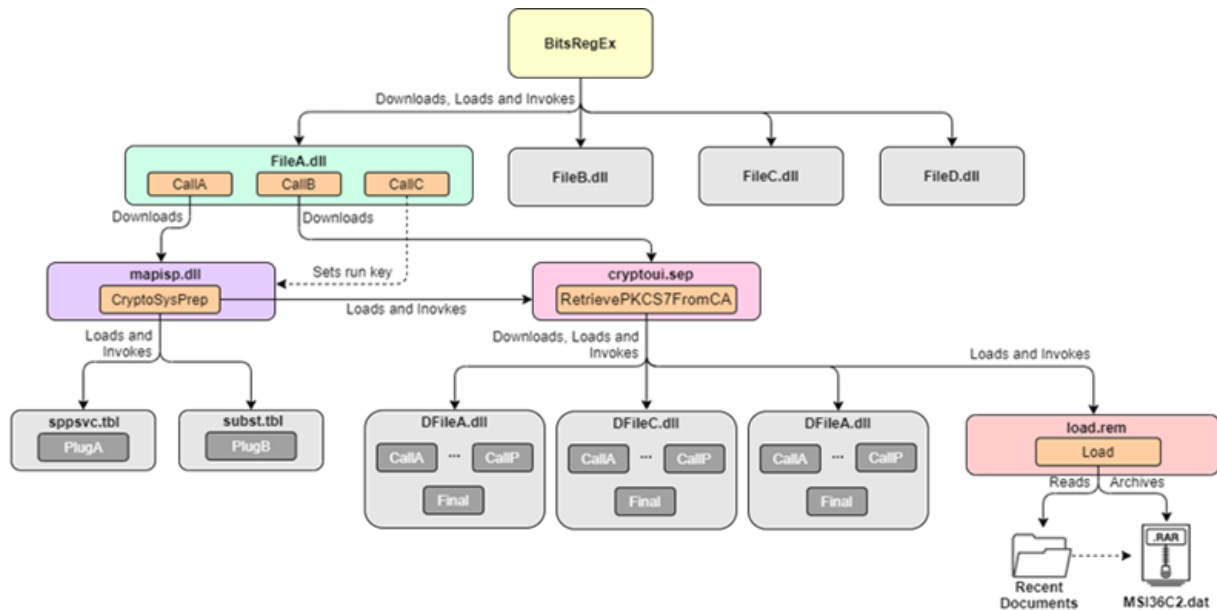 BitsRegEx
Downloads, Loads and Invokes
FileA.dll
CallA
CallB
CallC
FileB.dll
FileC.dll
FileD.dll
Downloads
Downloads
mapisp.dll
CryptoSysPrep
Sets run key
cryptoui.sep
RetrievePKCS7FromCA
Loads and Inovkes
Loads and
Invokes
Downloads, Loads and
Invokes
Loads and Invokes
sppsvc.tbl
PlugA
subst.tbl
PlugB
DFileA.dll
CallA
...
CallP
Final
DFileC.dll
CallA
...
CallP
Final
DFileA.dll
CallA
...
CallP
Final
load.rem
Load
Reads
Archives
.RAR
Recent
Documents
MSI36C2.dat